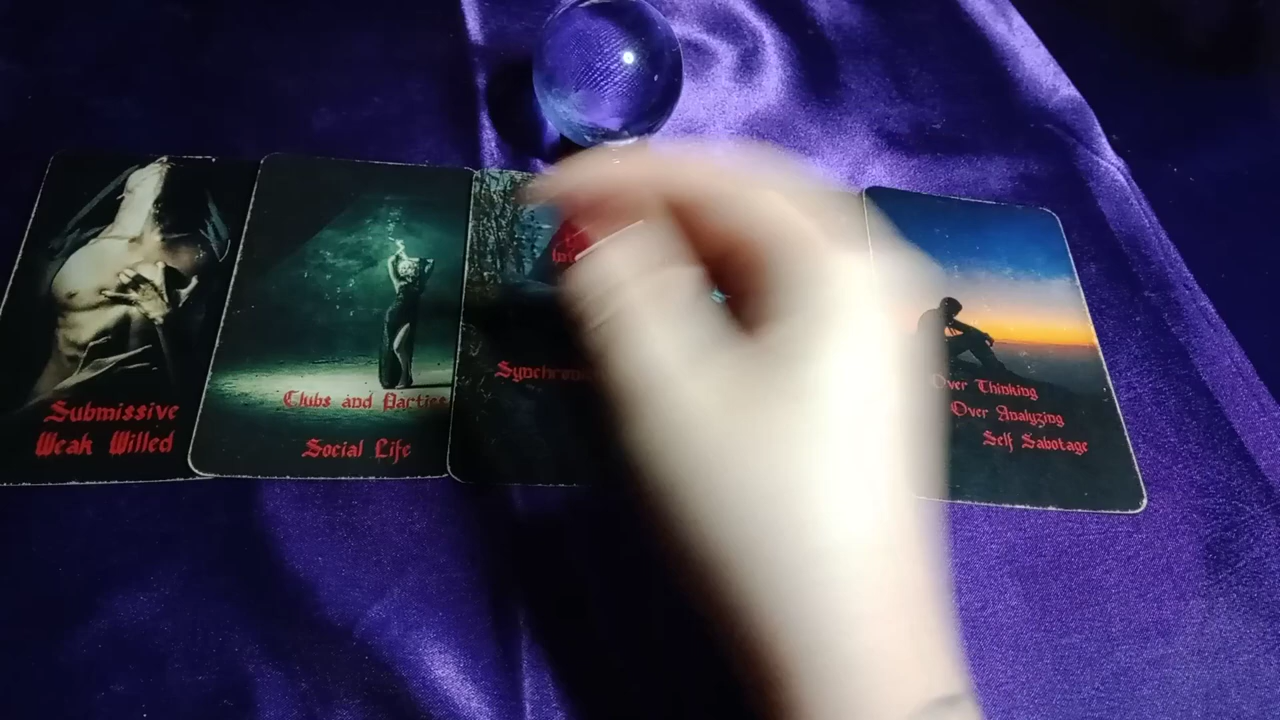 Submissive
Weak Willed
Clubs and Parties
Social Life
Over Thinking
Over Analyzing
Self Sabotage